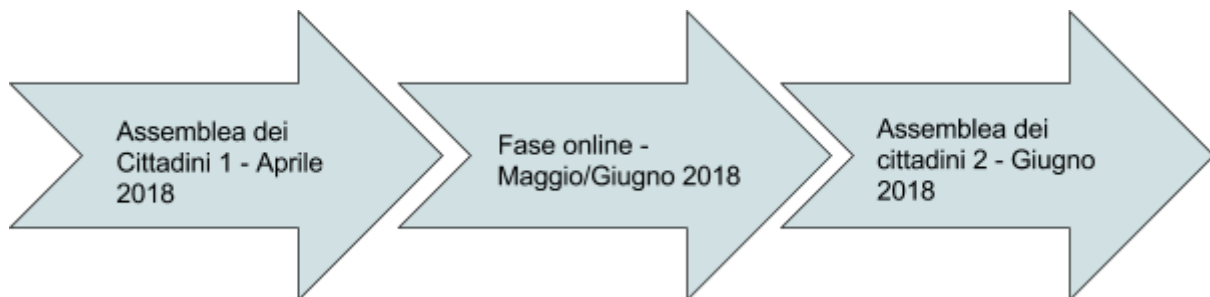 Assemblea dei
Cittadini 1 - Aprile
2018
Fase online -
Maggio/Giugno 2018
Assemblea dei
cittadini 2 - Giugno
2018